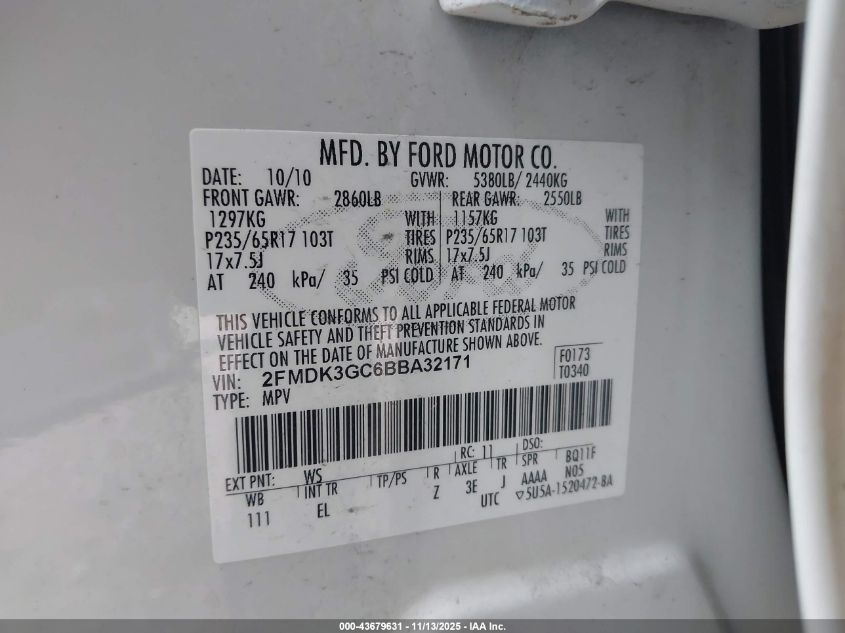 MFD. BY FORD MOTOR CO.
DATE: 10/10 GVWR: 5380LB/ 2440KG
FRONT GAWR: 2860LB REAR GAWR: 2550LB
1297KG WITH 1157KG WITH
P235/65R17 103T TIRES P235/65R17 103T TIRES
17x7.5J RIMS 17x7.5J RIMS
AT 240 kPa/ 35 PSI COLD AT 240 kPa/ 35 PSI COLD
THIS VEHICLE CONFORMS TO ALL APPLICABLE FEDERAL MOTOR
VEHICLE SAFETY AND THEFT PREVENTION STANDARDS IN
EFFECT ON THE DATE OF MANUFACTURE SHOWN ABOVE.
VIN: 2FMDK3GC6BBA32171 F0173
TYPE: MPV T0340
RC: 11 DSO:
EXT PNT: WS BQ11F
WB INT TR TP/PS R AXLE TR SPR N05
111 EL Z 3E J AAAA
UTC ▽5U5A-1520472-BA
000-43679631 - 11/13/2025 - IAA Inc.